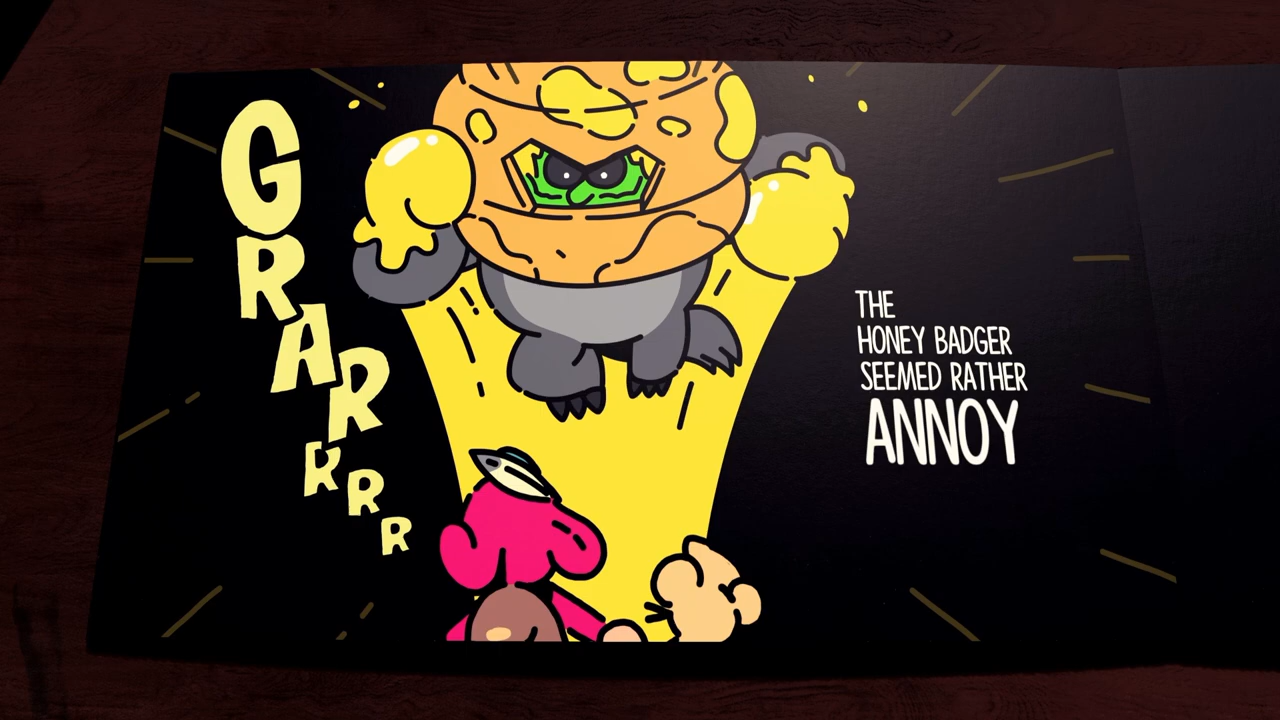 GRARRRR
THE
HONEY BADGER
SEEMED RATHER
ANNOY